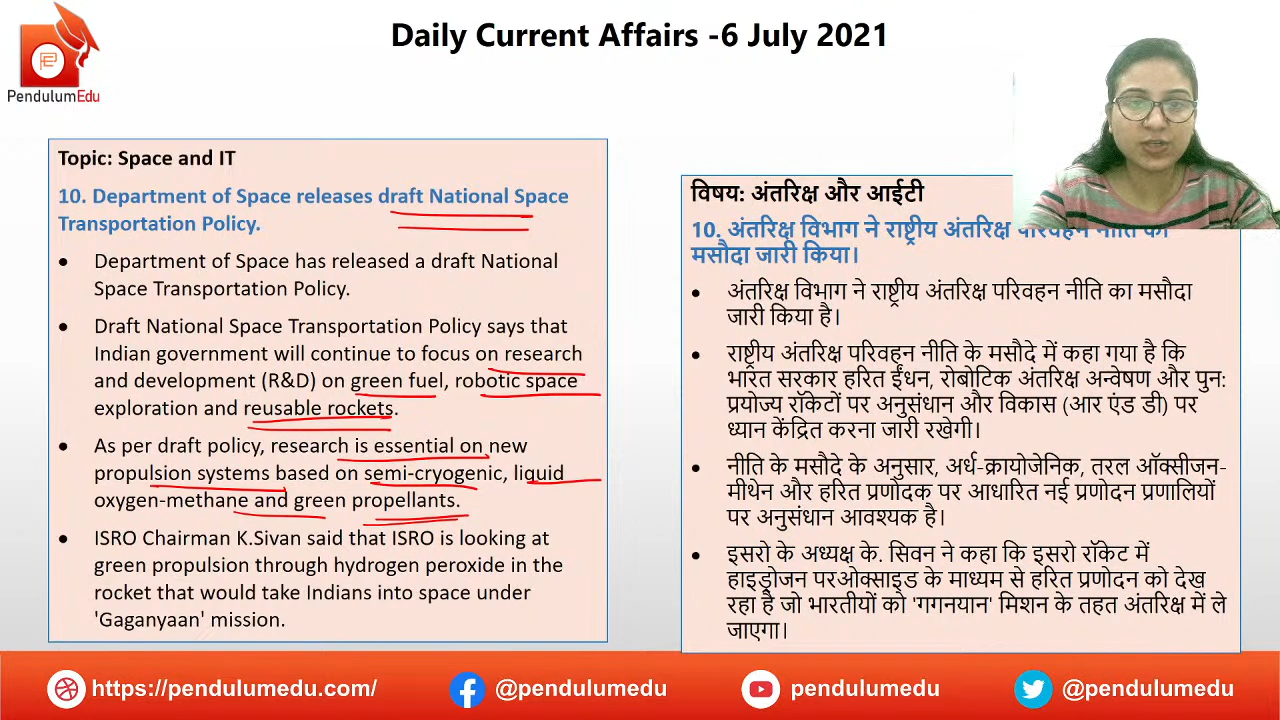 Daily Current Affairs -6 July 2021
PendulumEdu
Topic: Space and IT
10. Department of Space releases draft National Space
Transportation Policy.
• Department of Space has released a draft National
Space Transportation Policy.
• Draft National Space Transportation Policy says that
Indian government will continue to focus on research
and development (R&D) on green fuel, robotic space
exploration and reusable rockets.
• As per draft policy, research is essential on new
propulsion systems based on semi-cryogenic, liquid
oxygen-methane and green propellants.
• ISRO Chairman K.Sivan said that ISRO is looking at
green propulsion through hydrogen peroxide in the
rocket that would take Indians into space under
'Gaganyaan' mission.
विषय: अंतरिक्ष और आईटी
10. अंतरिक्ष विभाग ने राष्ट्रीय अंतरिक्ष परिवहन नीति का
मसौदा जारी किया।
• अंतरिक्ष विभाग ने राष्ट्रीय अंतरिक्ष परिवहन नीति का मसौदा
जारी किया है।
• राष्ट्रीय अंतरिक्ष परिवहन नीति के मसौदे में कहा गया है कि
भारत सरकार हरित ईंधन, रोबोटिक अंतरिक्ष अन्वेषण और पुन:
प्रयोज्य रॉकेटों पर अनुसंधान और विकास (आर एंड डी) पर
ध्यान केंद्रित करना जारी रखेगी।
• नीति के मसौदे के अनुसार, अर्ध-क्रायोजेनिक, तरल ऑक्सीजन-
मीथेन और हरित प्रणोदक पर आधारित नई प्रणोदन प्रणालियों
पर अनुसंधान आवश्यक है।
• इसरो के अध्यक्ष के. सिवन ने कहा कि इसरो रॉकेट में
हाइड्रोजन परओक्साइड के माध्यम से हरित प्रणोदन को देख
रहा है जो भारतीयों को 'गगनयान' मिशन के तहत अंतरिक्ष में ले
जाएगा।
https://pendulumedu.com/ @pendulumedu pendulumedu @pendulumedu